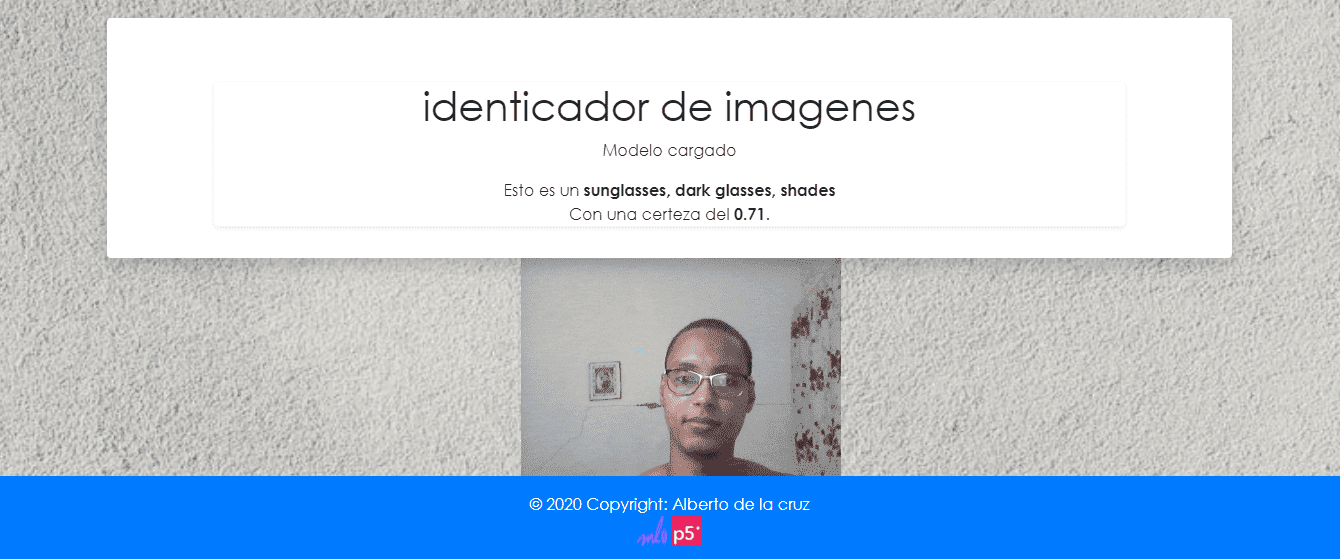 identicador de imagenes
Modelo cargado
Esto es un sunglasses, dark glasses, shades
Con una certeza del 0.71.
© 2020 Copyright: Alberto de la cruz
p5*